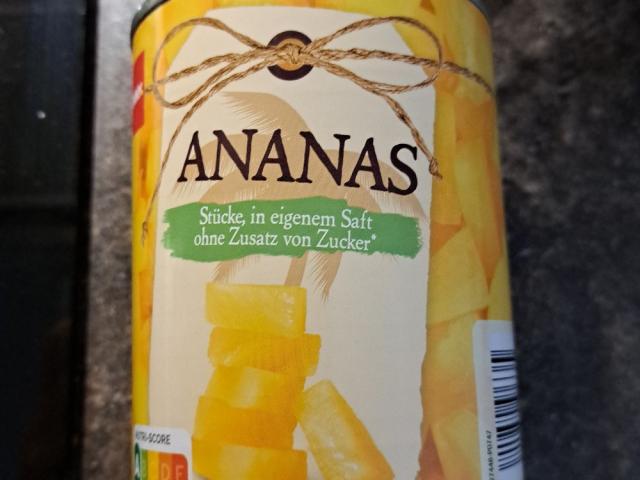 ANANAS
Stücke, in eigenem Saft
ohne Zusatz von Zucker*
NUTRI-SCORE
A
D E